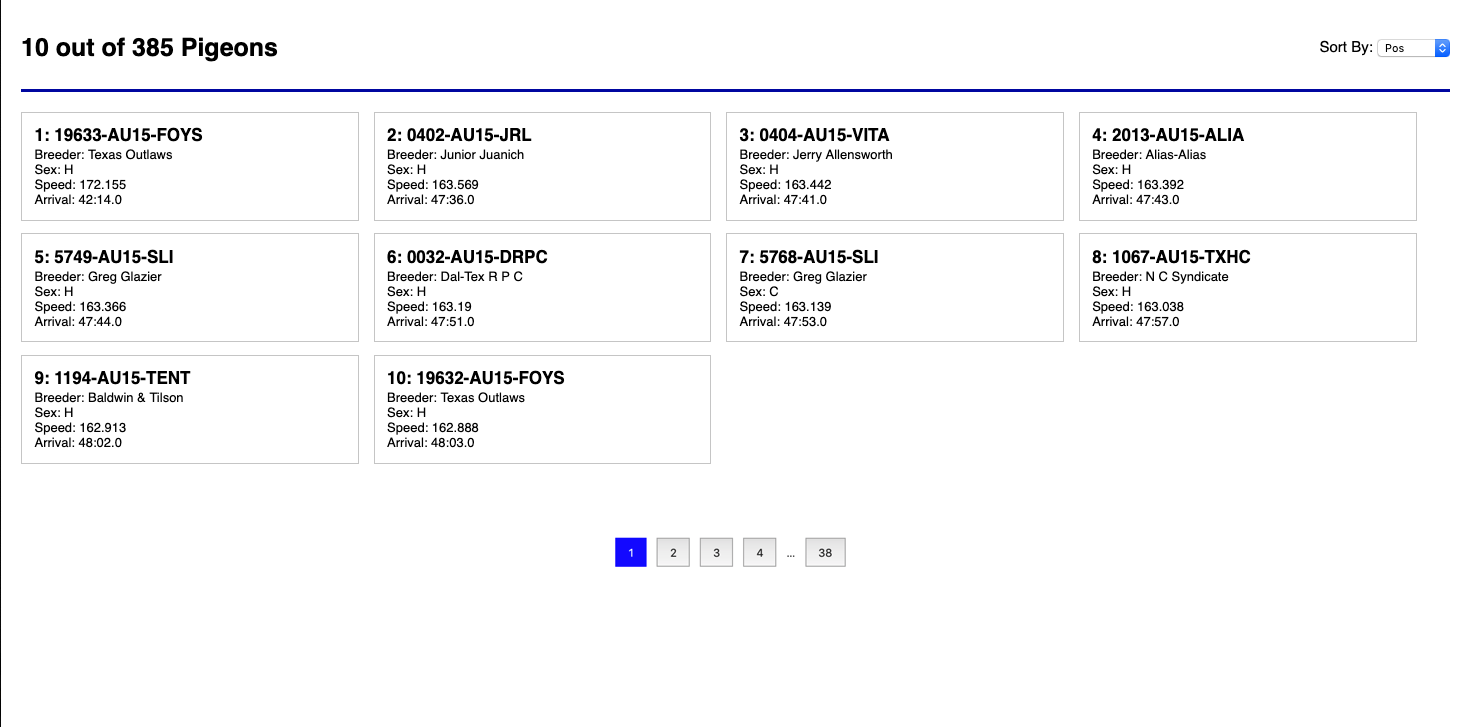 10 out of 385 Pigeons
Sort By: Pos
1: 19633-AU15-FOYS
Breeder: Texas Outlaws
Sex: H
Speed: 172.155
Arrival: 42:14.0
2: 0402-AU15-JRL
Breeder: Junior Juanich
Sex: H
Speed: 163.569
Arrival: 47:36.0
3: 0404-AU15-VITA
Breeder: Jerry Allensworth
Sex: H
Speed: 163.442
Arrival: 47:41.0
4: 2013-AU15-ALIA
Breeder: Alias-Alias
Sex: H
Speed: 163.392
Arrival: 47:43.0
5: 5749-AU15-SLI
Breeder: Greg Glazier
Sex: H
Speed: 163.366
Arrival: 47:44.0
6: 0032-AU15-DRPC
Breeder: Dal-Tex R P C
Sex: H
Speed: 163.19
Arrival: 47:51.0
7: 5768-AU15-SLI
Breeder: Greg Glazier
Sex: C
Speed: 163.139
Arrival: 47:53.0
8: 1067-AU15-TXHC
Breeder: N C Syndicate
Sex: H
Speed: 163.038
Arrival: 47:57.0
9: 1194-AU15-TENT
Breeder: Baldwin & Tilson
Sex: H
Speed: 162.913
Arrival: 48:02.0
10: 19632-AU15-FOYS
Breeder: Texas Outlaws
Sex: H
Speed: 162.888
Arrival: 48:03.0
1 2 3 4 ... 38